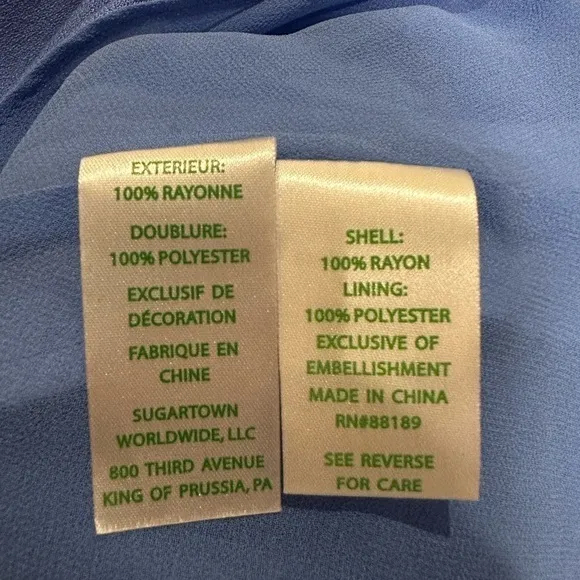 EXTERIEUR:
100% RAYONNE
DOUBLURE:
100% POLYESTER
EXCLUSIF DE
DÉCORATION
FABRIQUE EN
CHINE
SUGARTOWN
WORLDWIDE, LLC
800 THIRD AVENUE
KING OF PRUSSIA, PA
SHELL:
100% RAYON
LINING:
100% POLYESTER
EXCLUSIVE OF
EMBELLISHMENT
MADE IN CHINA
RN#88189
SEE REVERSE
FOR CARE